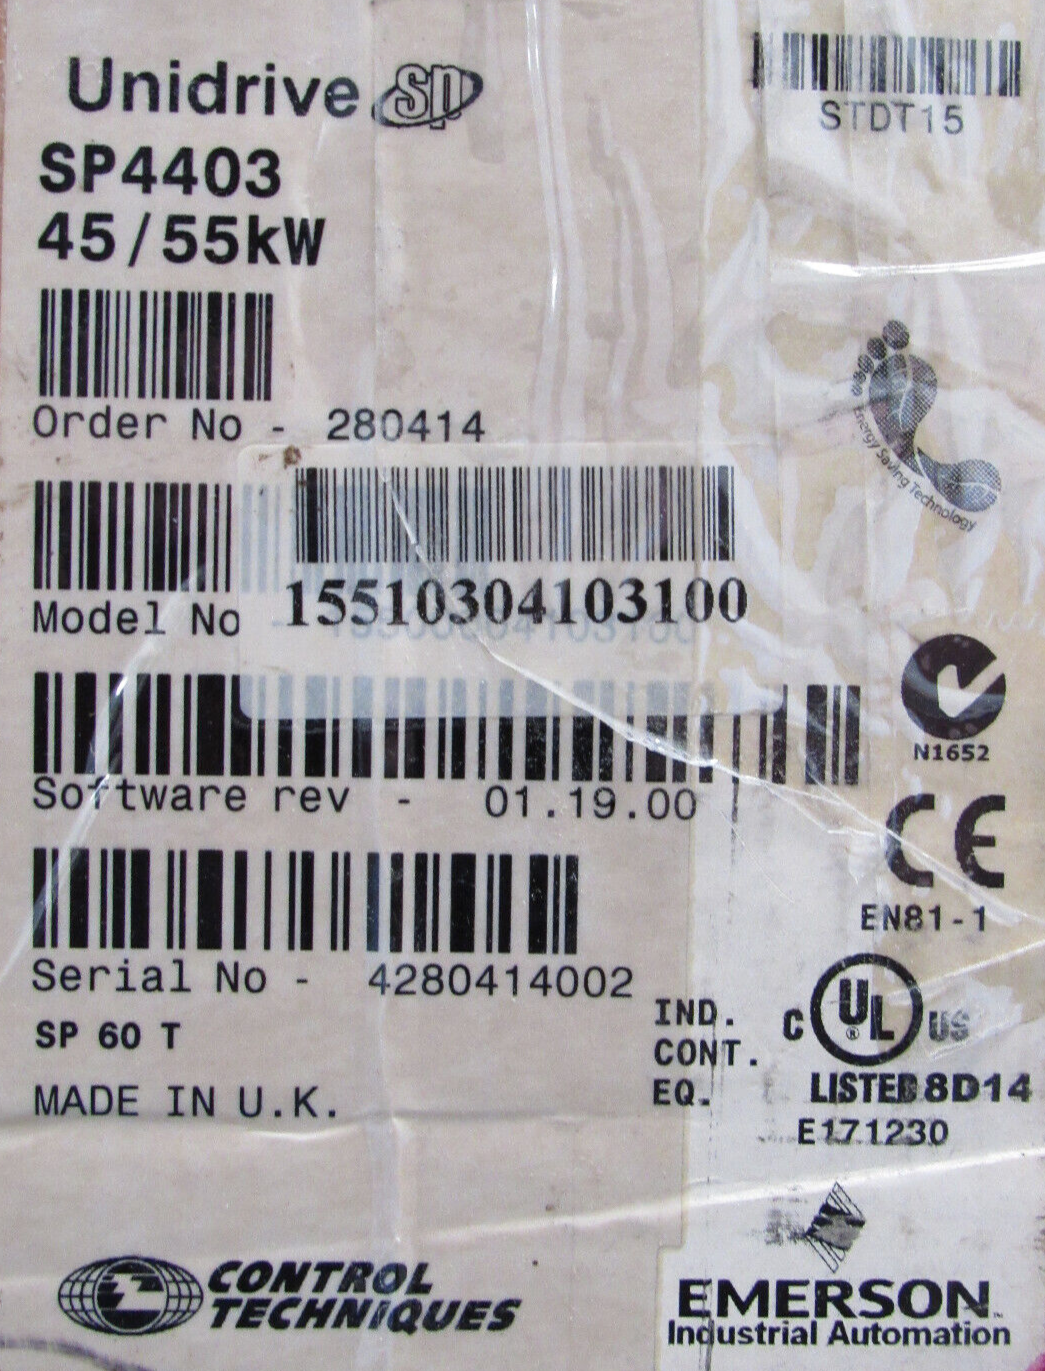 Unidrive sp
STDT15
SP4403
45/55kW
Order No - 280414
Energy Saving Technology
15510304103100
Model No
N1652
Software rev - 01.19.00
CE
EN81-1
Serial No - 4280414002
SP 60 T
IND.
CONT.
EQ.
C UL® US
LISTED 8D14
E171230
MADE IN U.K.
CONTROL
TECHNIQUES
EMERSON™
Industrial Automation